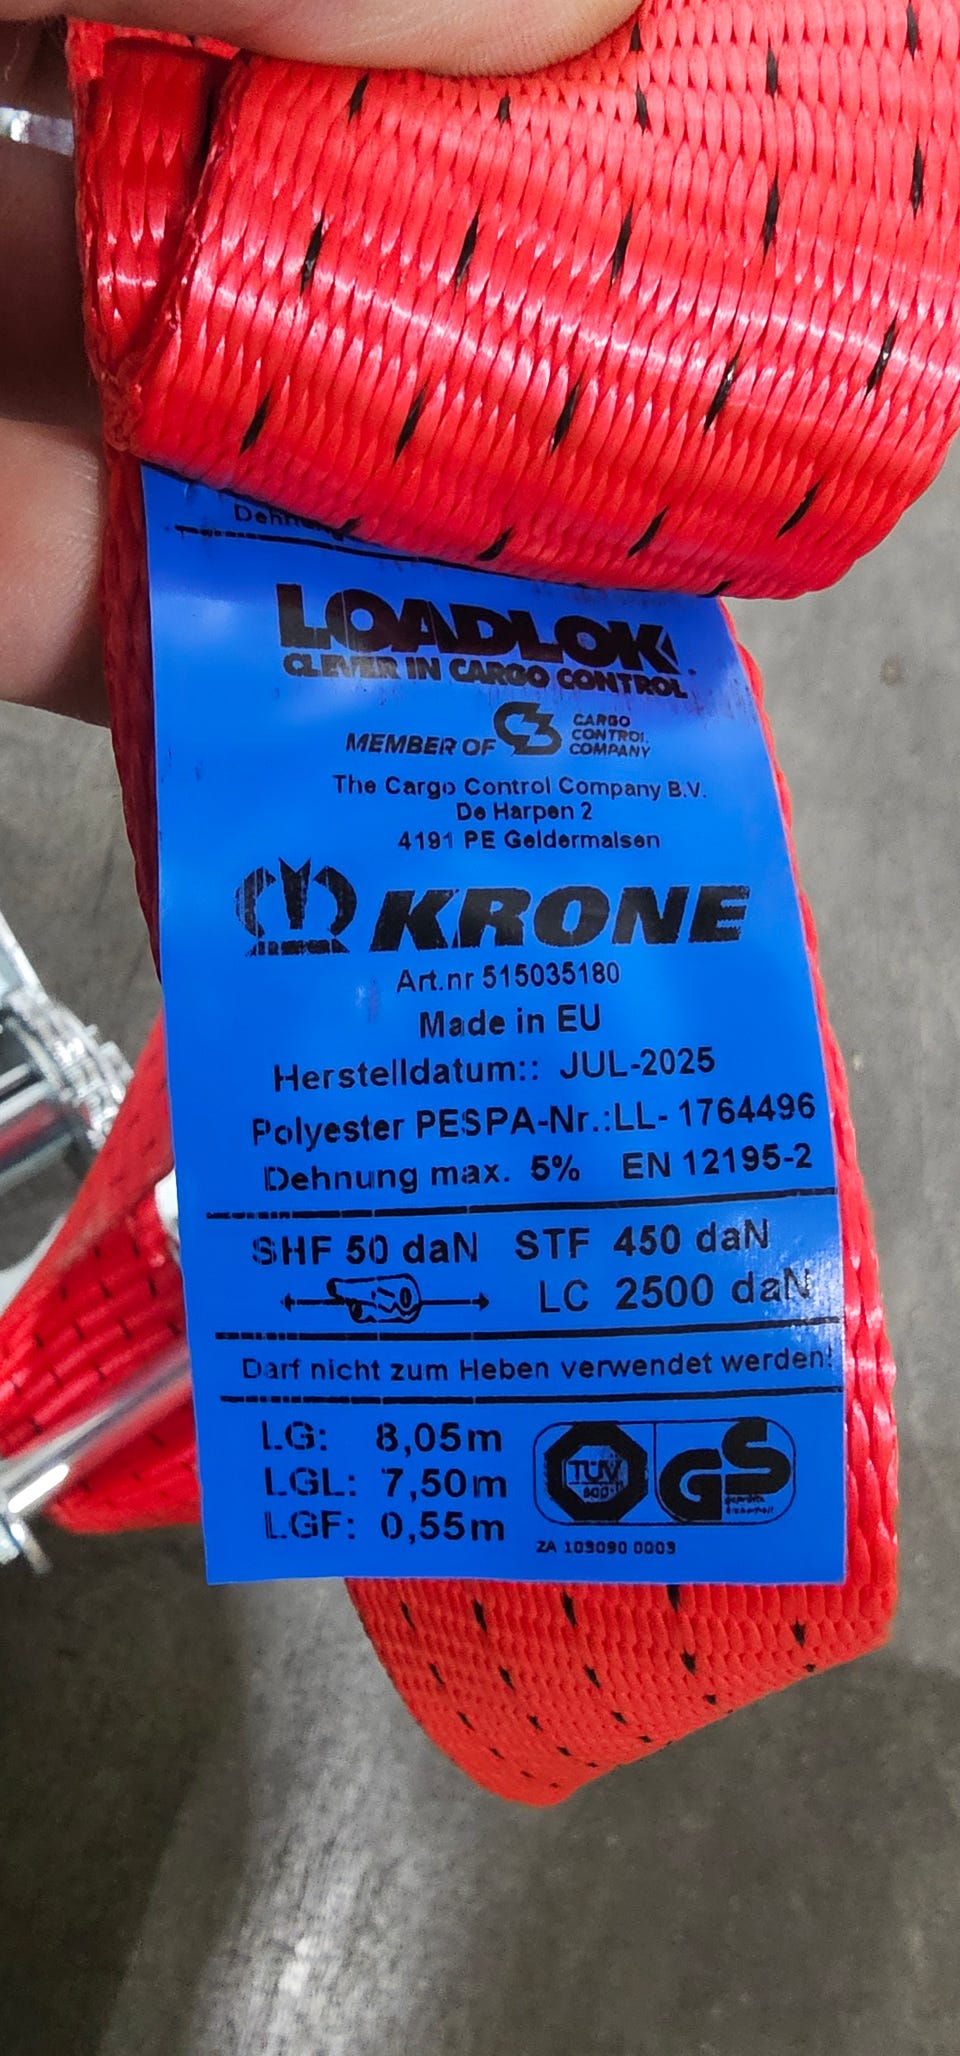 LOADLOK
CLEVER IN CARGO CONTROL
MEMBER OF CARGO CONTROL COMPANY
The Cargo Control Company B.V.
De Harpen 2
4191 PE Geldermalsen
KRONE
Art.nr 515035180
Made in EU
Herstelldatum:: JUL-2025
Polyester PESPA-Nr.:LL- 1764496
Dehnung max. 5% EN 12195-2
SHF 50 daN STF 450 daN
LC 2500 daN
Darf nicht zum Heben verwendet werden!
LG: 8,05m
LGL: 7,50m
LGF: 0,55m
TÜV
GS
ZA 103090 0003